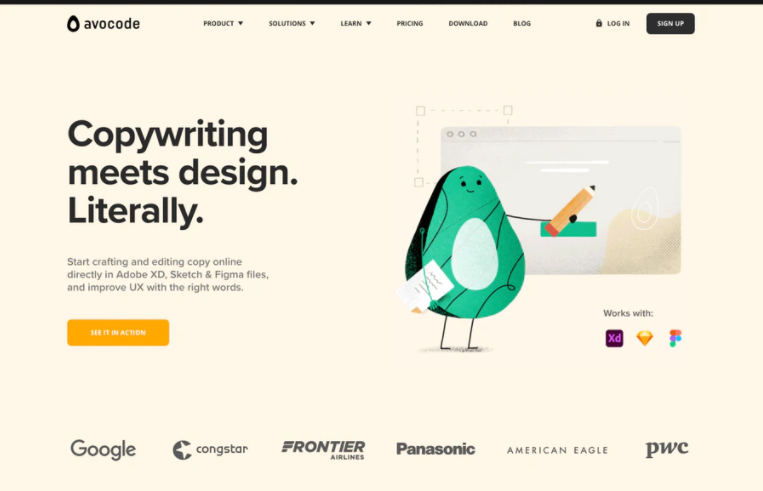 avocode
PRODUCT
SOLUTIONS
LEARN
PRICING
DOWNLOAD
BLOG
LOG IN
SIGN UP
Copywriting
meets design.
Literally.
Start crafting and editing copy online
directly in Adobe XD, Sketch & Figma files,
and improve UX with the right words.
SEE IT IN ACTION
Works with:
Xd
Google
congstar
FRONTIER
AIRLINES
Panasonic
AMERICAN EAGLE
pwc